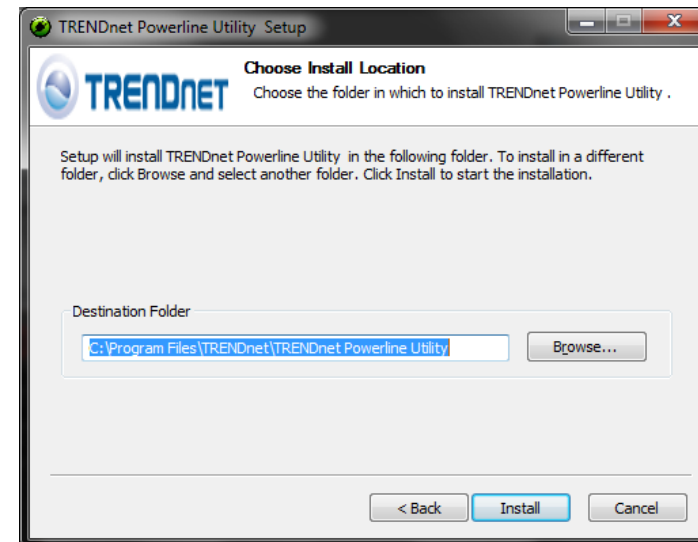 TRENDnet Powerline Utility  Setup
TRENDNET
Choose Install Location
Choose the folder in which to install TRENDnet Powerline Utility .
Setup will install TRENDnet Powerline Utility  in the following folder. To install in a different
folder, click Browse and select another folder. Click Install to start the installation.
Destination Folder
C:\Program Files\TRENDnet\TRENDnet Powerline Utility
Browse...
< Back
Install
Cancel